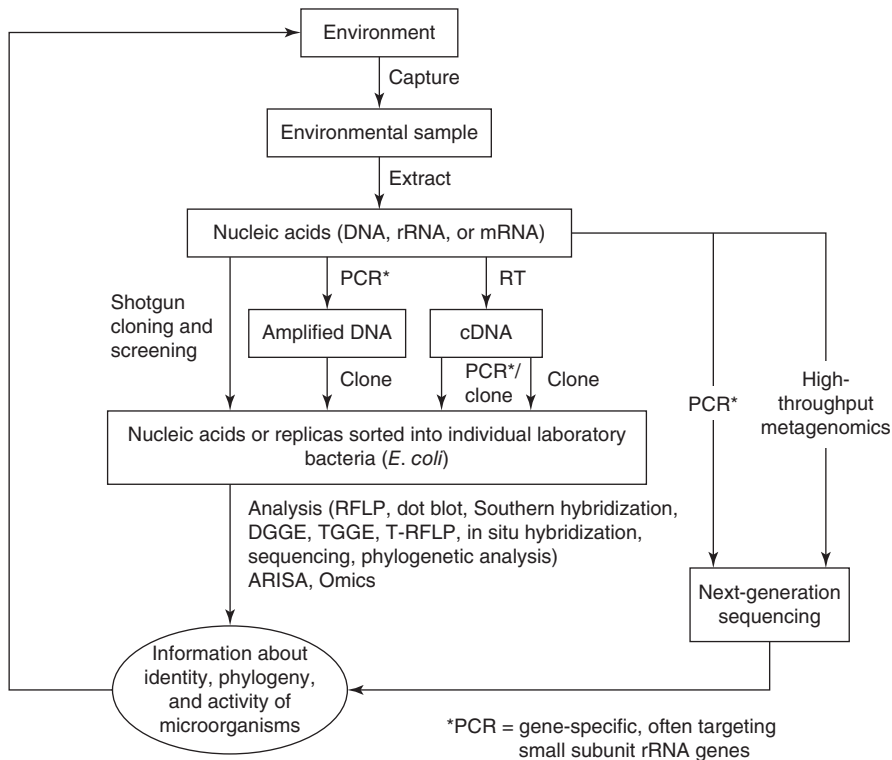 Environment
Capture
Environmental sample
Extract
Nucleic acids (DNA, rRNA, or mRNA)
Shotgun
cloning and
screening
PCR*
RT
Amplified DNA
cDNA
Clone
PCR*/
clone
Clone
PCR*
High-
throughput
metagenomics
Nucleic acids or replicas sorted into individual laboratory
bacteria (E. coli)
Analysis (RFLP, dot blot, Southern hybridization,
DGGE, TGGE, T-RFLP, in situ hybridization,
sequencing, phylogenetic analysis)
ARISA, Omics
Next-generation
sequencing
Information about
identity, phylogeny,
and activity of
microorganisms
*PCR = gene-specific, often targeting
small subunit rRNA genes